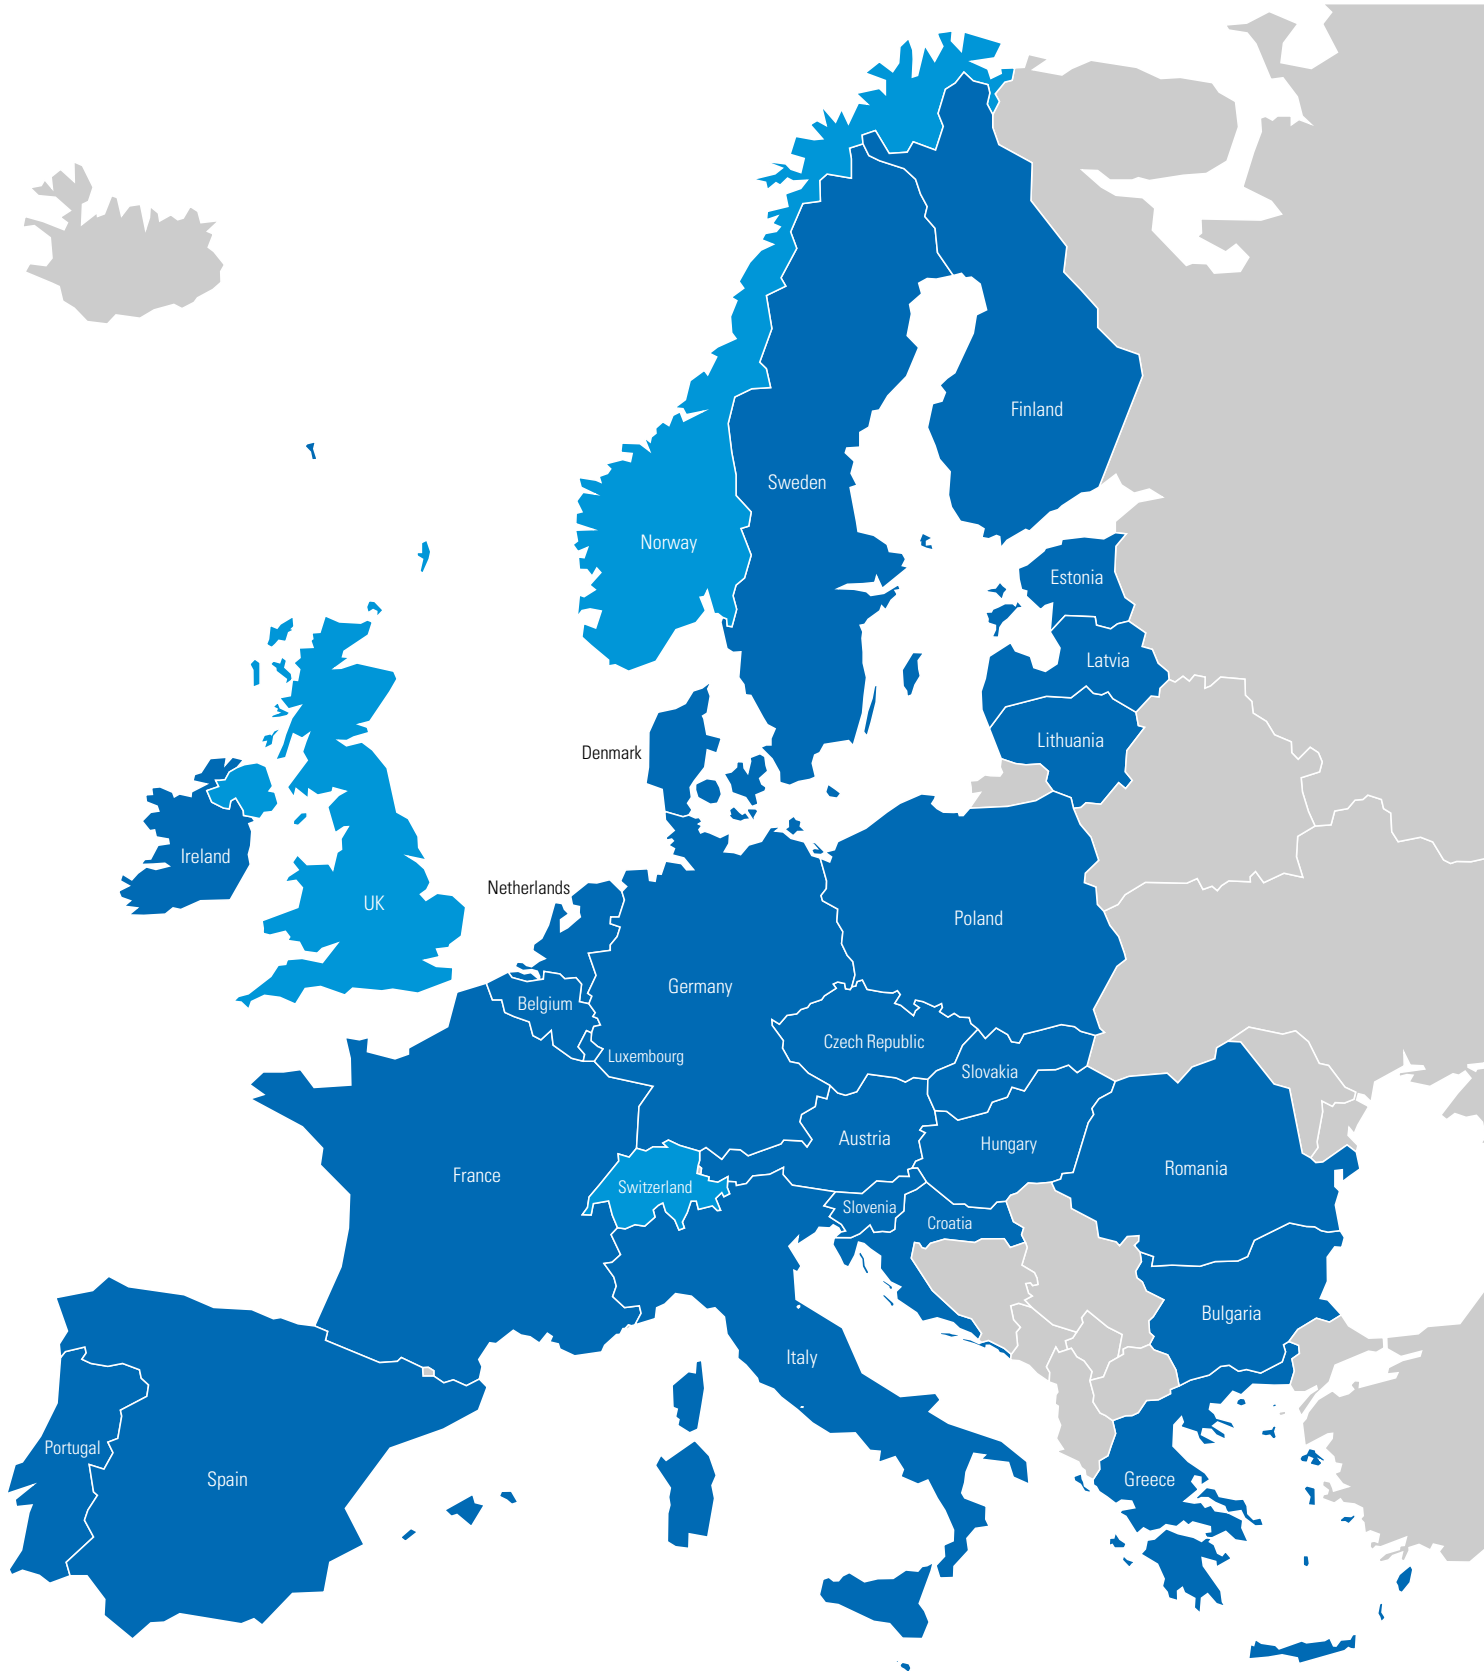 Finland
Sweden
Norway
Estonia
Latvia
Lithuania
Denmark
Ireland
Netherlands
UK
Poland
Germany
Belgium
Czech Republic
Luxembourg
Slovakia
Austria
Hungary
Romania
France
Switzerland
Slovenia
Croatia
Bulgaria
Italy
Portugal
Spain
Greece